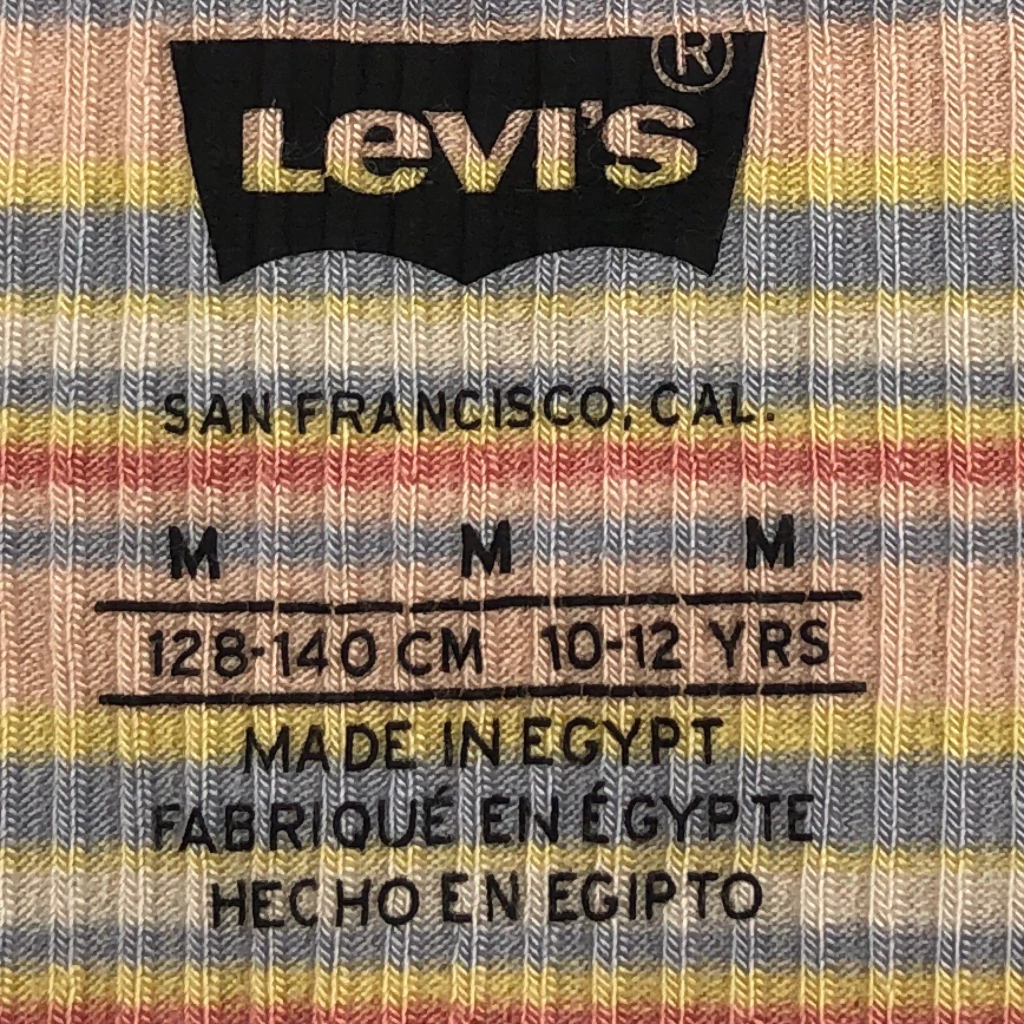 Levi's ®
SAN FRANCISCO, CAL.
M M M
128-140 CM 10-12 YRS
MADE IN EGYPT
FABRIQUÉ EN ÉGYPTE
HECHO EN EGIPTO